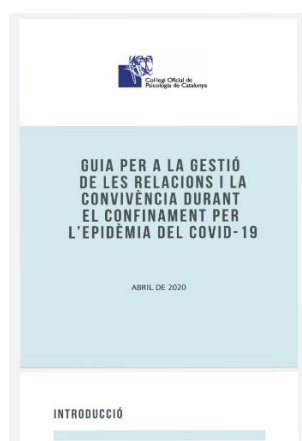 Col·legi Oficial de
Psicologia de Catalunya
GUIA PER A LA GESTIÓ
DE LES RELACIONS I LA
CONVIVÈNCIA DURANT
EL CONFINAMENT PER
L'EPIDÈMIA DEL COVID-19
ABRIL DE 2020
INTRODUCCIÓ